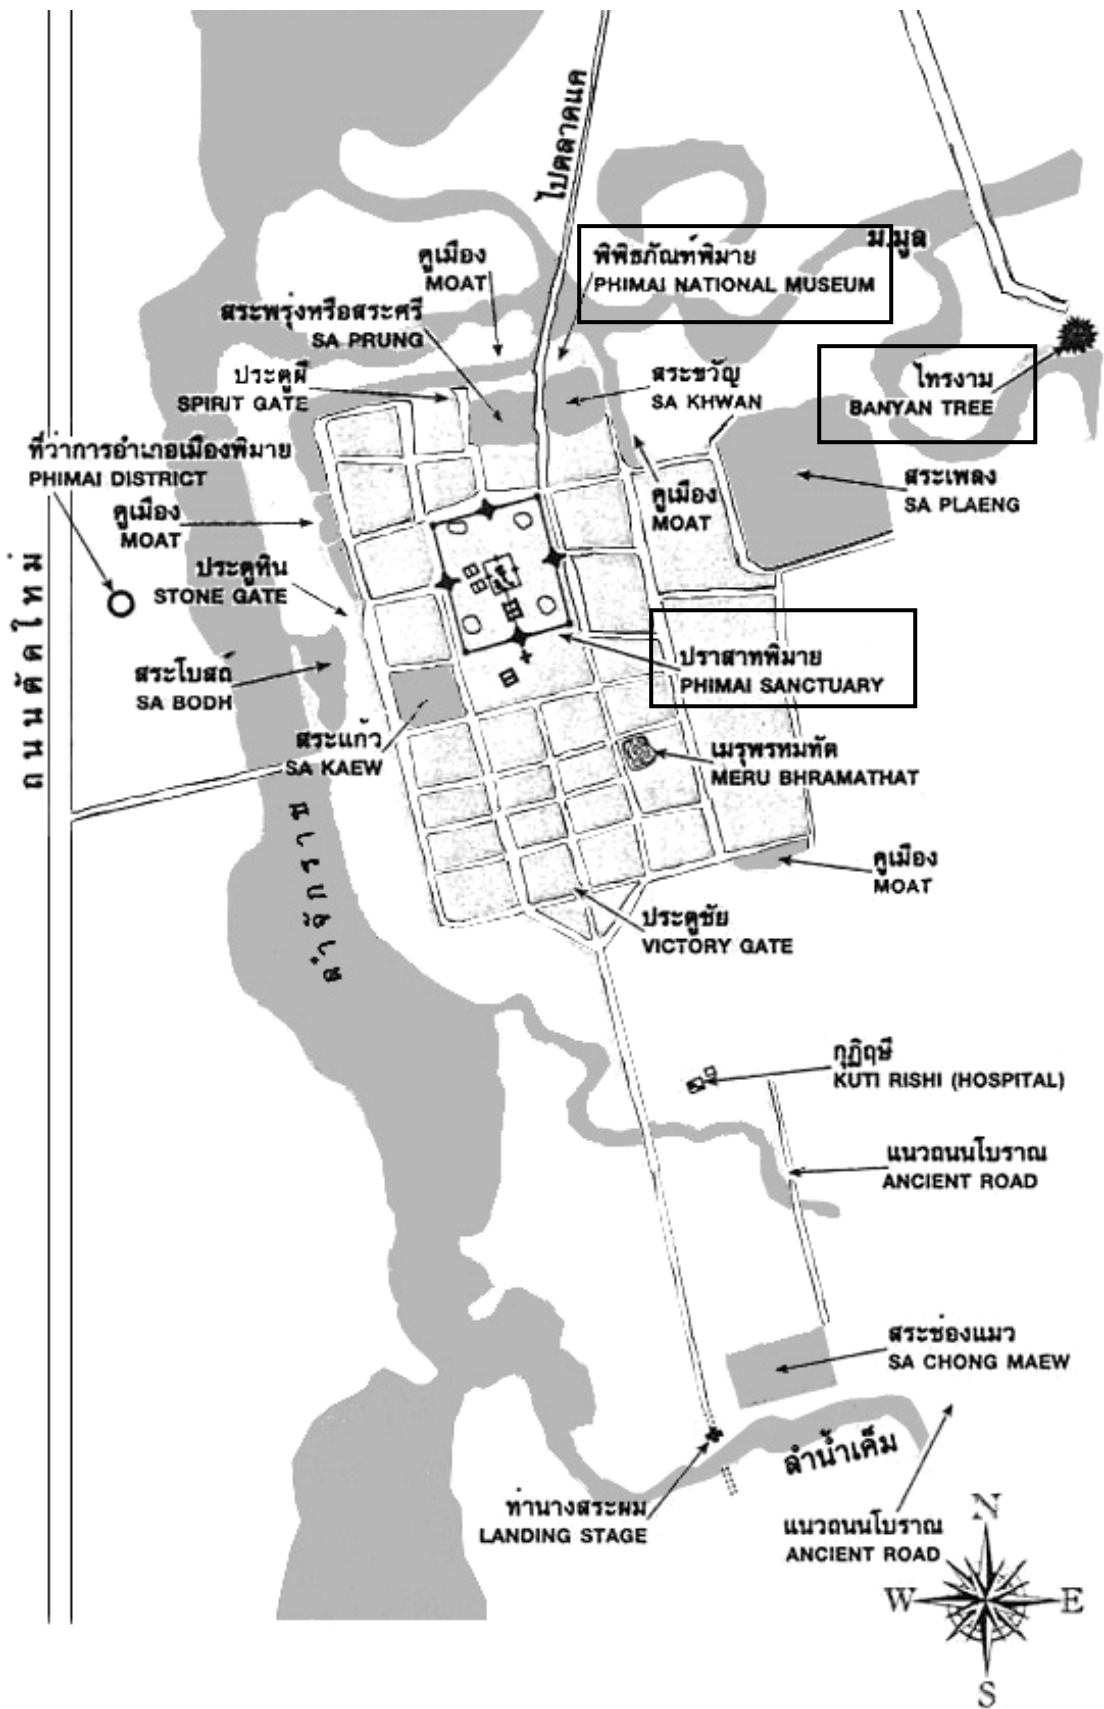 ไปตลาดแค
ม.มูล
พิพิธภัณฑ์พิมาย
PHIMAI NATIONAL MUSEUM
คูเมือง
MOAT
สระพรุ่งหรือสระศรี
SA PRUNG
ประตูผี
SPIRIT GATE
สระขวัญ
SA KHWAN
ไทรงาม
BANYAN TREE
ที่ว่าการอำเภอเมืองพิมาย
PHIMAI DISTRICT
สระเพลง
SA PLAENG
คูเมือง
MOAT
คูเมือง
MOAT
ประตูหิน
STONE GATE
ถนนตัดใหม่
สระโบสถ์
SA BODH
ปราสาทพิมาย
PHIMAI SANCTUARY
สระแก้ว
SA KAEW
เมรุพรหมทัต
MERU BHRAMATHAT
ลำจักราช
คูเมือง
MOAT
ประตูชัย
VICTORY GATE
กุฏิฤษี
KUTI RISHI (HOSPITAL)
แนวถนนโบราณ
ANCIENT ROAD
สระช่องแมว
SA CHONG MAEW
ลำน้ำเค็ม
ท่านางสระผม
LANDING STAGE
แนวถนนโบราณ
ANCIENT ROAD
N
W
E
S